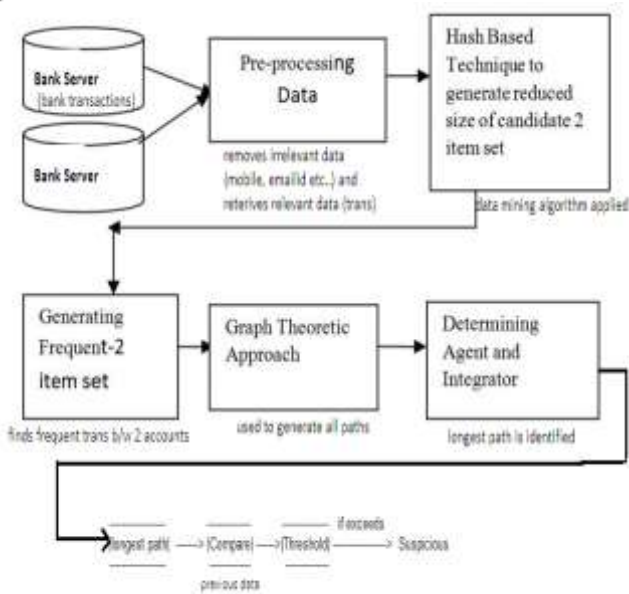 Bank Server
(bank transactions)
Bank Server
Pre-processing
Data
removes irrelevant data
(mobile, emailid etc..) and
reterives relevant data (trans)
Hash Based
Technique to
generate reduced
size of candidate 2
item set
data mining algorithm applied
Generating
Frequent-2
item set
finds frequent trans b/w 2 accounts
Graph Theoretic
Approach
used to generate all paths
Determining
Agent and
Integrator
longest path is identified
longest path
(Compare)
(Threshold)
if exceeds
Suspicious
previous data